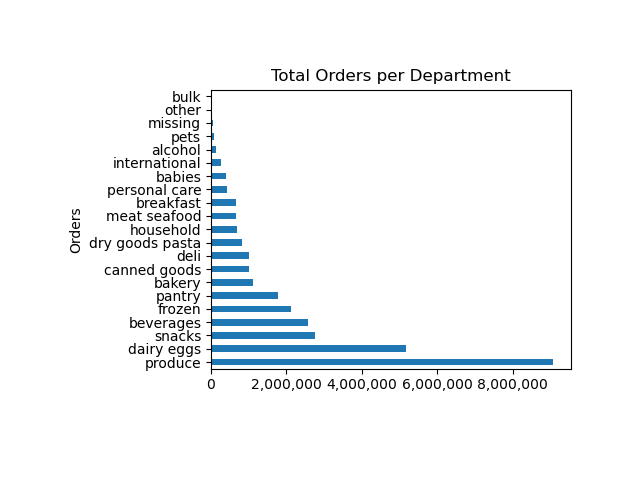 Total Orders per Department
Orders
bulk
other
missing
pets
alcohol
international
babies
personal care
breakfast
meat seafood
household
dry goods pasta
deli
canned goods
bakery
pantry
frozen
beverages
snacks
dairy eggs
produce
0 2,000,000 4,000,000 6,000,000 8,000,000